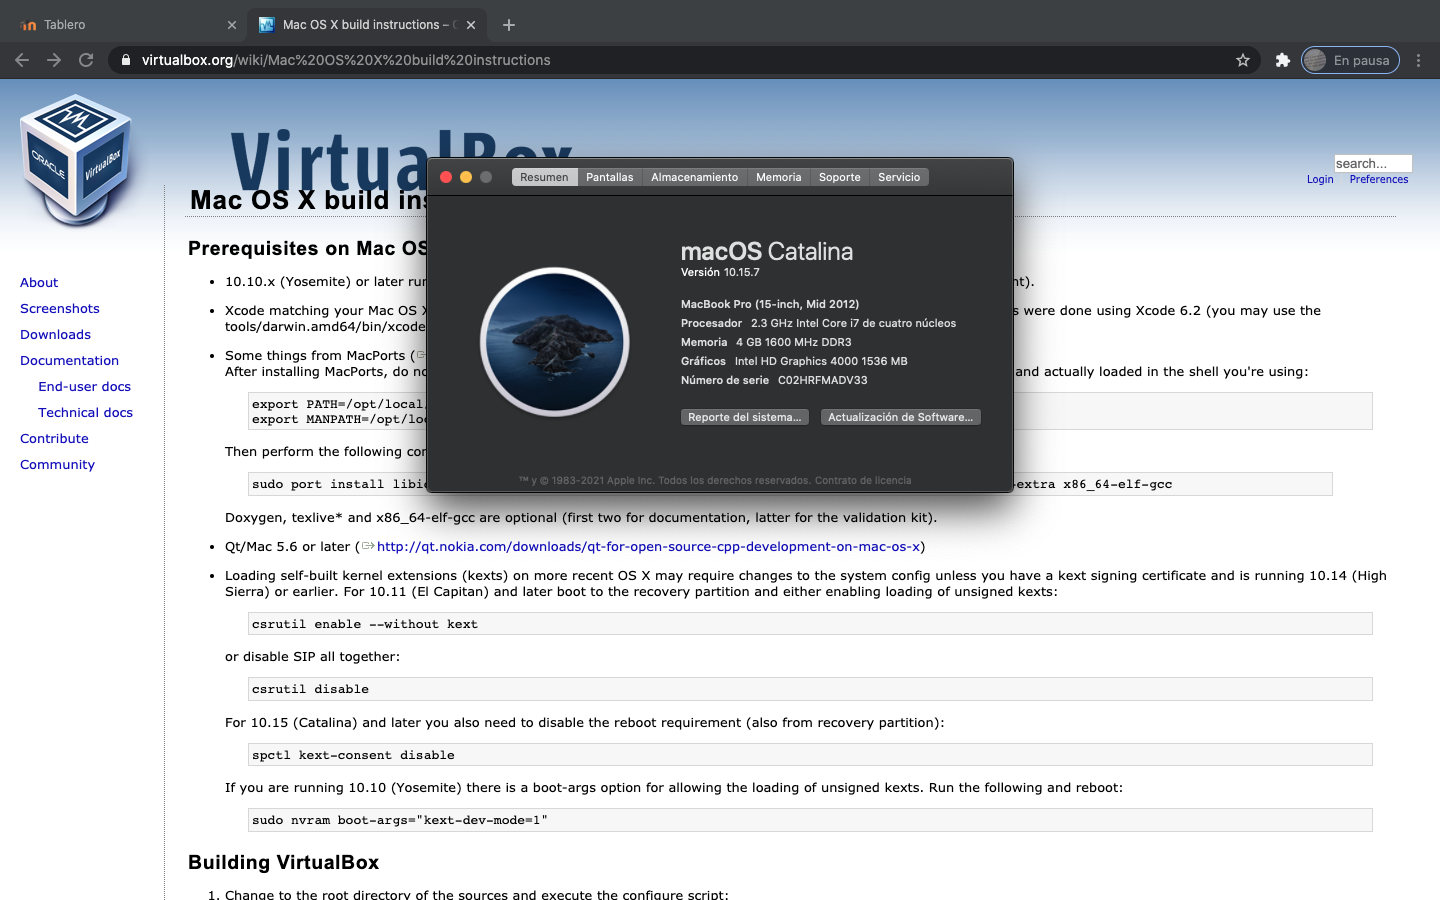 Tablero
Mac OS X build instructions –
virtualbox.org/wiki/Mac%20OS%20X%20build%20instructions
En pausa
ORACLE
VirtualBox
VirtualBox
search...
Login Preferences
Mac OS X build ins
Prerequisites on Mac OS
About
Screenshots
Downloads
Documentation
End-user docs
Technical docs
Contribute
Community
• 10.10.x (Yosemite) or later run nt).
• Xcode matching your Mac OS X s were done using Xcode 6.2 (you may use the
tools/darwin.amd64/bin/xcode
• Some things from MacPorts (
After installing MacPorts, do no and actually loaded in the shell you're using:
export PATH=/opt/local/
export MANPATH=/opt/loc
Then perform the following con
sudo port install libid extra x86_64-elf-gcc
Doxygen, texlive* and x86_64-elf-gcc are optional (first two for documentation, latter for the validation kit).
• Qt/Mac 5.6 or later (http://qt.nokia.com/downloads/qt-for-open-source-cpp-development-on-mac-os-x)
• Loading self-built kernel extensions (kexts) on more recent OS X may require changes to the system config unless you have a kext signing certificate and is running 10.14 (High
Sierra) or earlier. For 10.11 (El Capitan) and later boot to the recovery partition and either enabling loading of unsigned kexts:
csrutil enable --without kext
or disable SIP all together:
csrutil disable
For 10.15 (Catalina) and later you also need to disable the reboot requirement (also from recovery partition):
spctl kext-consent disable
If you are running 10.10 (Yosemite) there is a boot-args option for allowing the loading of unsigned kexts. Run the following and reboot:
sudo nvram boot-args="kext-dev-mode=1"
Building VirtualBox
1. Change to the root directory of the sources and execute the configure script:
Resumen Pantallas Almacenamiento Memoria Soporte Servicio
macOS Catalina
Versión 10.15.7
MacBook Pro (15-inch, Mid 2012)
Procesador 2.3 GHz Intel Core i7 de cuatro núcleos
Memoria 4 GB 1600 MHz DDR3
Gráficos Intel HD Graphics 4000 1536 MB
Número de serie C02HRFMADV33
Reporte del sistema... Actualización de Software...
™ y © 1983-2021 Apple Inc. Todos los derechos reservados. Contrato de licencia